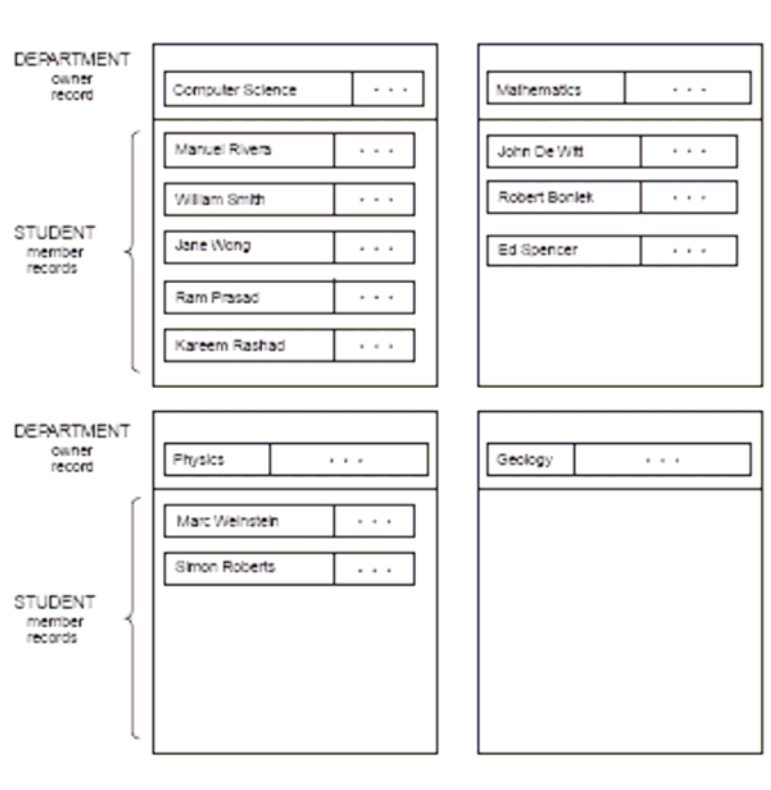 DEPARTMENT
owner
record
Computer Science . . .
Mathematics . . .
STUDENT
member
records
Manuel Rivera . . .
William Smith . . .
Jane Wong . . .
Ram Prasad . . .
Kareem Rashad . . .
John De Witt . . .
Robert Boniek . . .
Ed Spencer . . .
DEPARTMENT
owner
record
Physics . . .
Geology . . .
STUDENT
member
records
Marc Weinstein . . .
Simon Roberts . . .